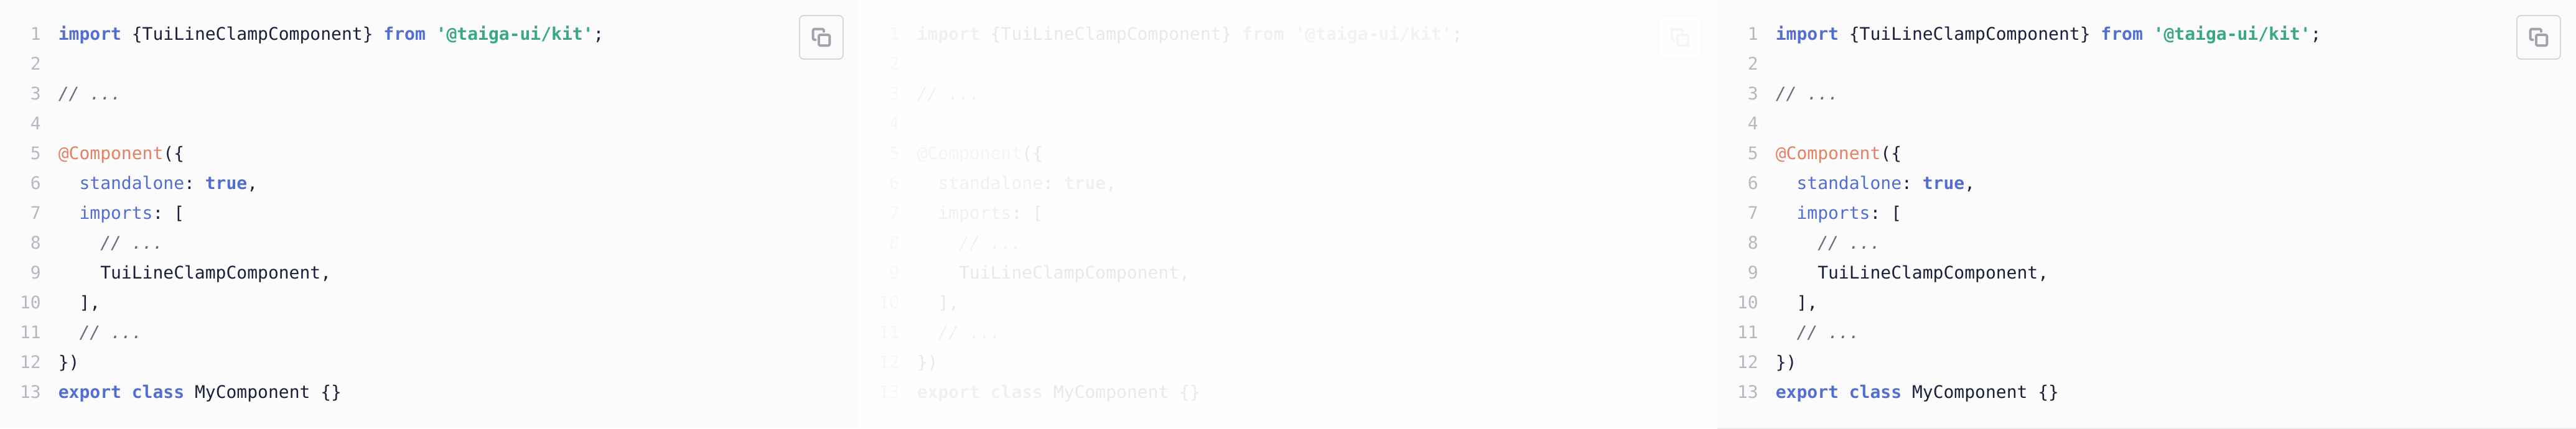 1 import {TuiLineClampComponent} from '@taiga-ui/kit';
2
3 // ...
4
5 @Component({
6   standalone: true,
7   imports: [
8     // ...
9     TuiLineClampComponent,
10   ],
11   // ...
12 })
13 export class MyComponent {}
1 import {TuiLineClampComponent} from '@taiga-ui/kit';
2
3 // ...
4
5 @Component({
6   standalone: true,
7   imports: [
8     // ...
9     TuiLineClampComponent,
10   ],
11   // ...
12 })
13 export class MyComponent {}
1 import {TuiLineClampComponent} from '@taiga-ui/kit';
2
3 // ...
4
5 @Component({
6   standalone: true,
7   imports: [
8     // ...
9     TuiLineClampComponent,
10   ],
11   // ...
12 })
13 export class MyComponent {}